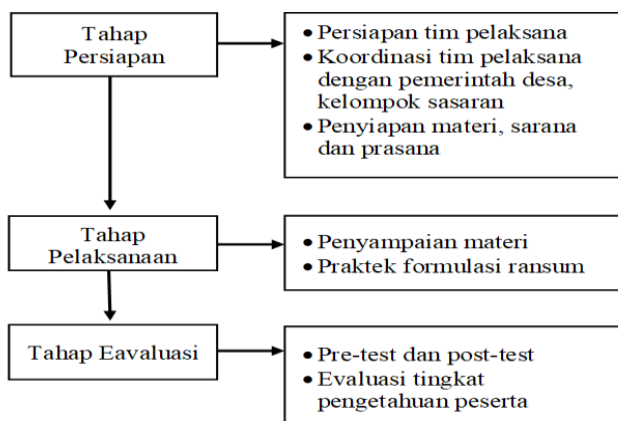 Tahap
Persiapan
• Persiapan tim pelaksana
• Koordinasi tim pelaksana
dengan pemerintah desa,
kelompok sasaran
• Penyiapan materi, sarana
dan prasana
Tahap
Pelaksanaan
• Penyampaian materi
• Praktek formulasi ransum
Tahap Eavaluasi
• Pre-test dan post-test
• Evaluasi tingkat
pengetahuan peserta